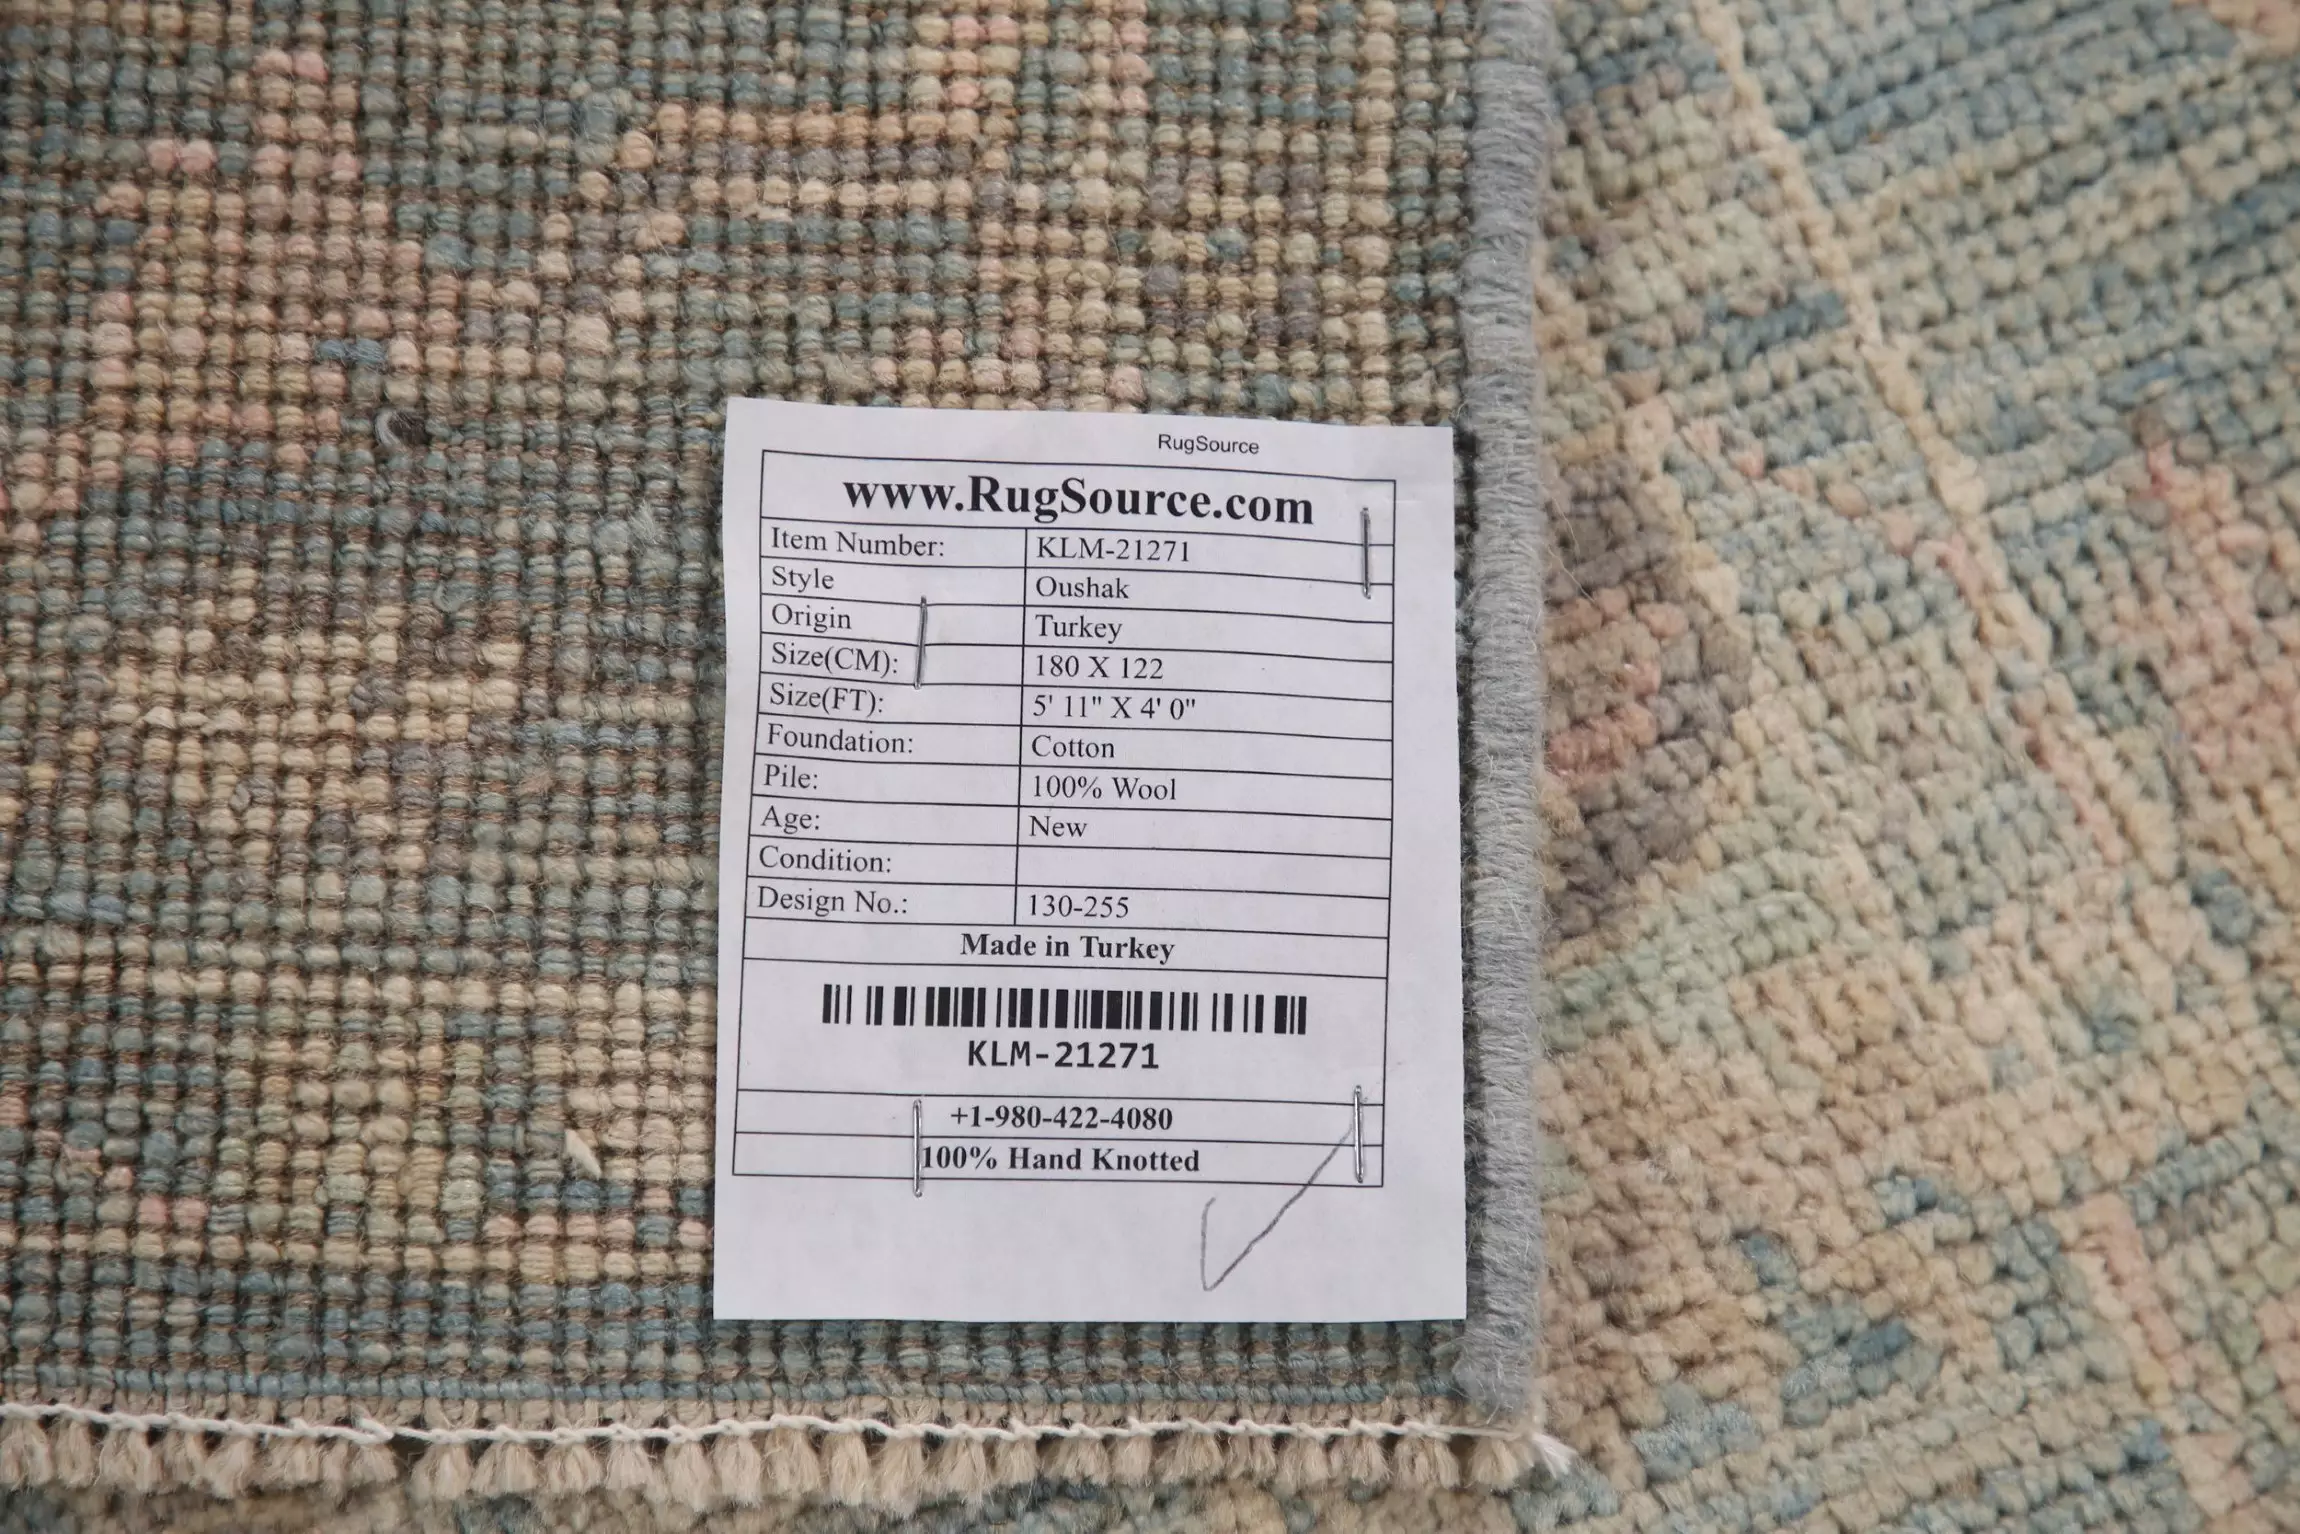 RugSource
www.RugSource.com
Item Number: KLM-21271
Style Oushak
Origin Turkey
Size(CM): 180 X 122
Size(FT): 5' 11" X 4' 0"
Foundation: Cotton
Pile: 100% Wool
Age: New
Condition:
Design No.: 130-255
Made in Turkey
KLM-21271
+1-980-422-4080
100% Hand Knotted